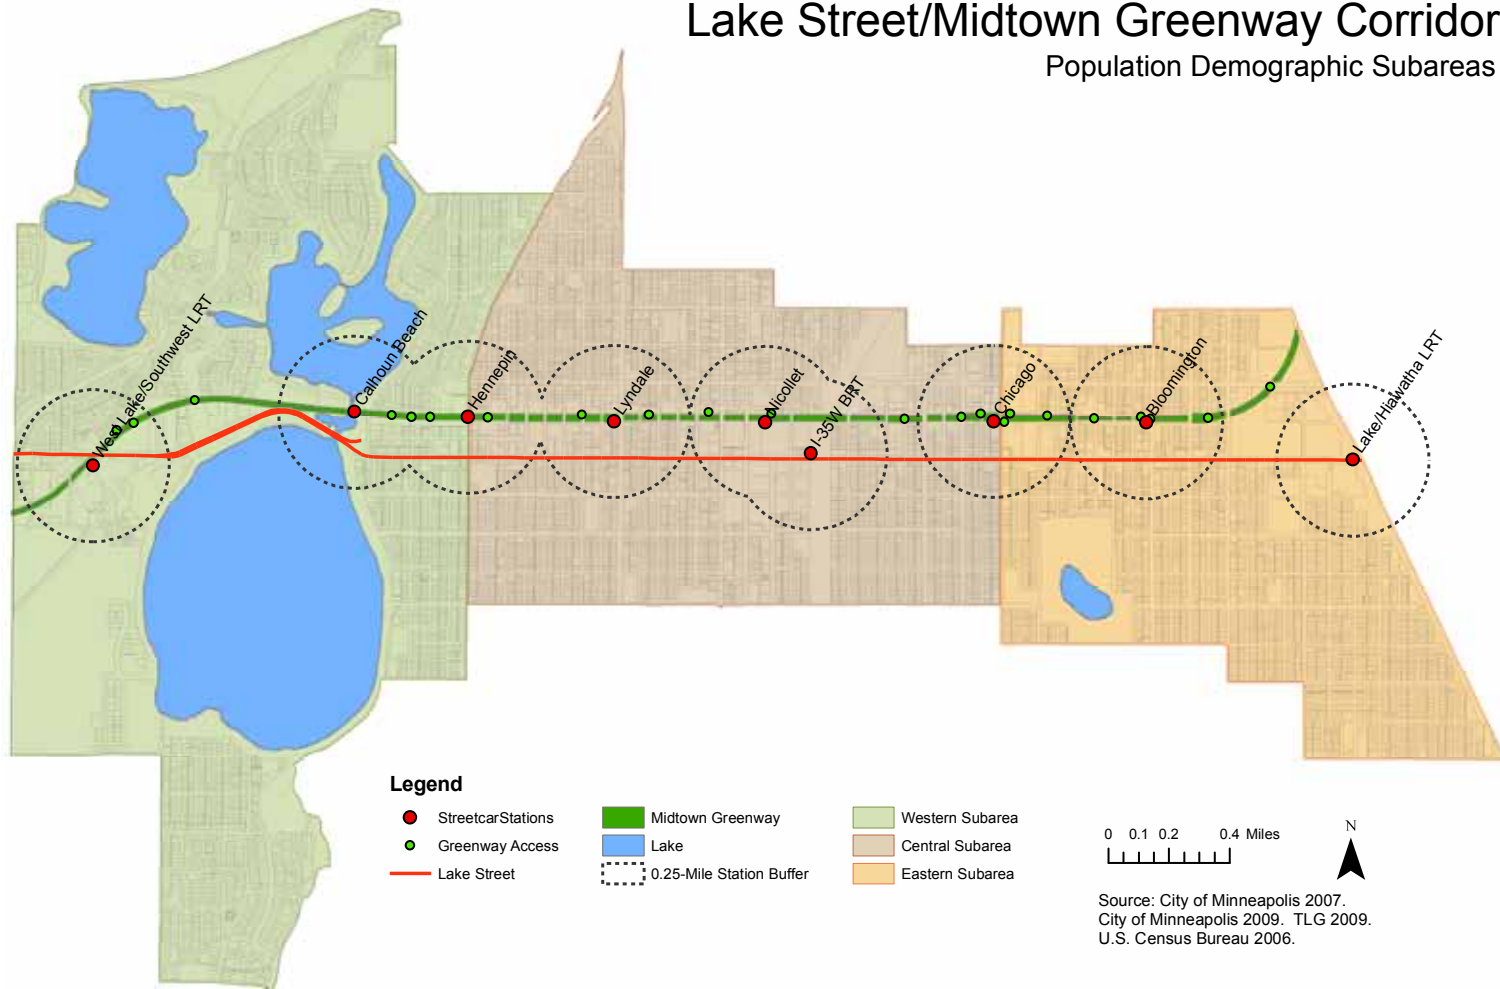 Lake Street/Midtown Greenway Corridor
Population Demographic Subareas
West Lake/Southwest LRT
Calhoun Beach
Hennepin
Lyndale
Nicollet
I-35W BRT
Chicago
Bloomington
Lake/Hiawatha LRT
Legend
StreetcarStations
Greenway Access
Lake Street
Midtown Greenway
Lake
0.25-Mile Station Buffer
Western Subarea
Central Subarea
Eastern Subarea
0 0.1 0.2 0.4 Miles
N
Source: City of Minneapolis 2007.
City of Minneapolis 2009. TLG 2009.
U.S. Census Bureau 2006.